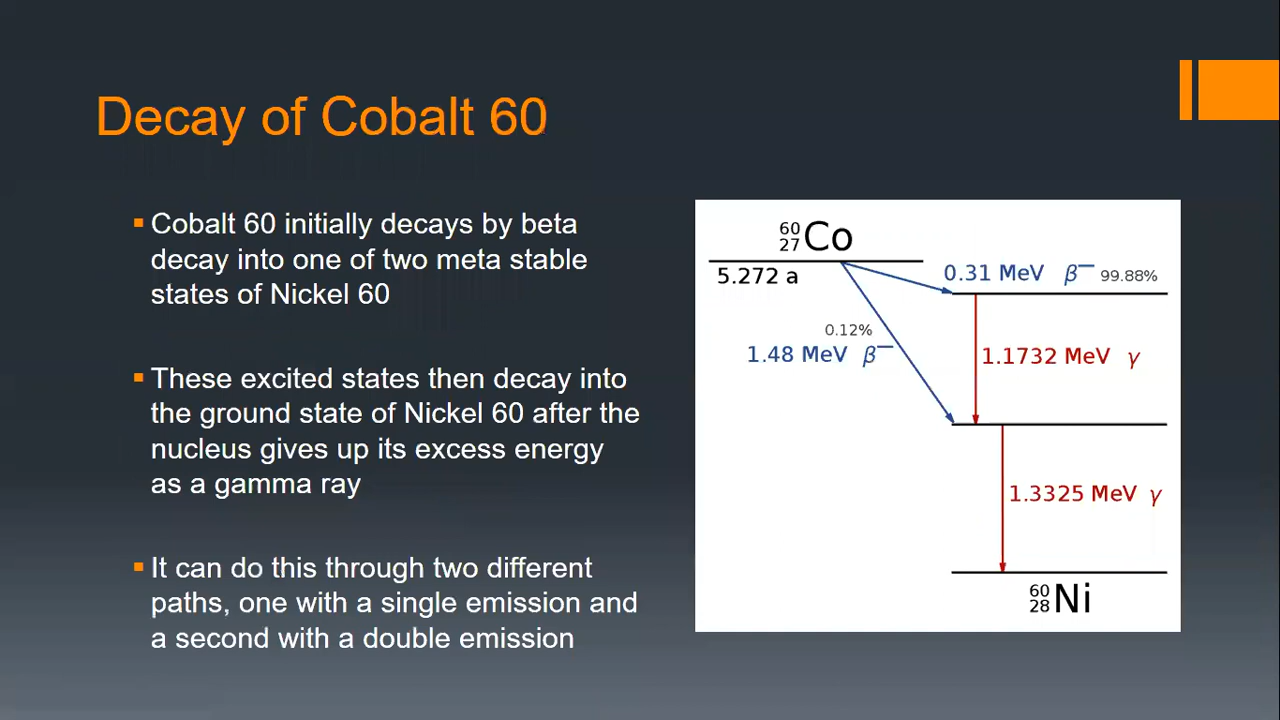 Decay of Cobalt 60
▪ Cobalt 60 initially decays by beta
decay into one of two meta stable
states of Nickel 60
▪ These excited states then decay into
the ground state of Nickel 60 after the
nucleus gives up its excess energy
as a gamma ray
▪ It can do this through two different
paths, one with a single emission and
a second with a double emission
60
27 Co
5.272 a
0.31 MeV β− 99.88%
0.12%
1.48 MeV β−
1.1732 MeV γ
1.3325 MeV γ
60
28 Ni